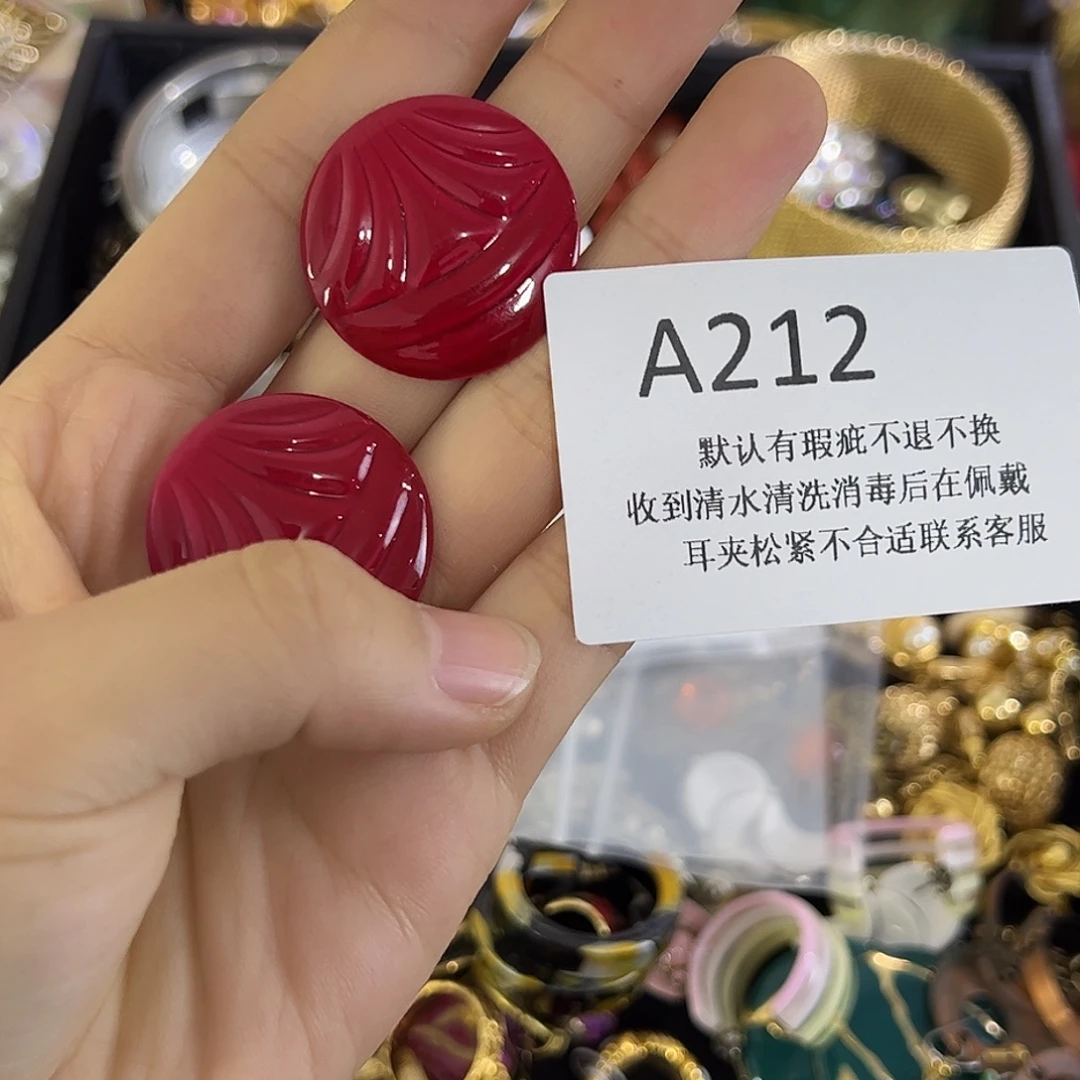 A212
默认有瑕疵不退不换
收到清水清洗消毒后在佩戴
耳夹松紧不合适联系客服